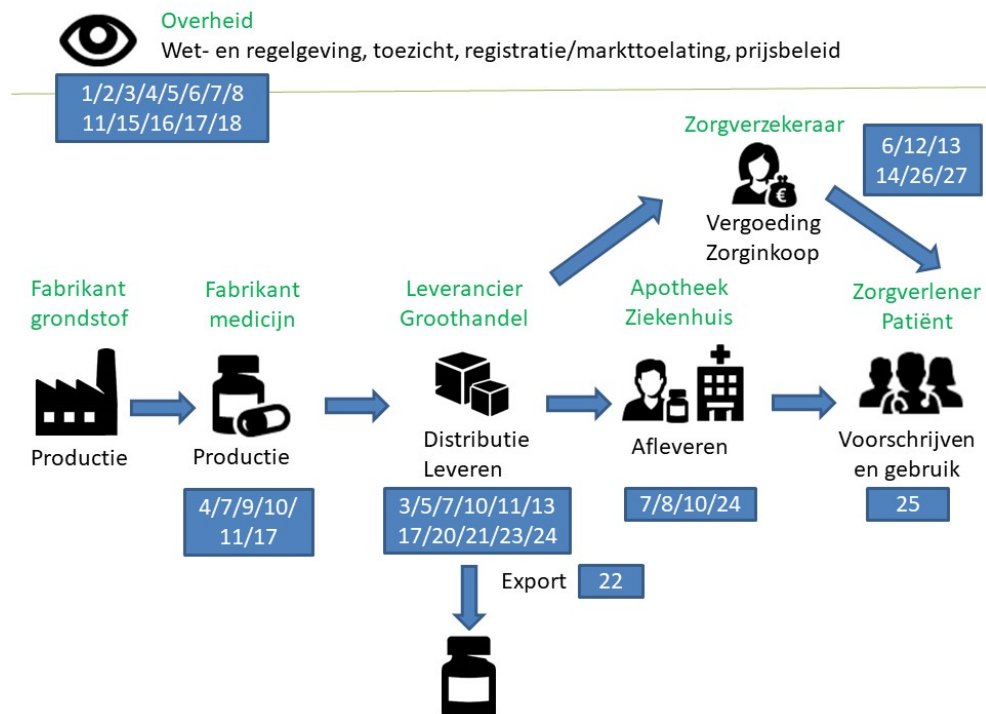 Overheid
Wet- en regelgeving, toezicht, registratie/markttoelating, prijsbeleid
1/2/3/4/5/6/7/8
11/15/16/17/18
Zorgverzekeraar
6/12/13
14/26/27
€
Vergoeding
Zorginkoop
Fabrikant
grondstof
Productie
Fabrikant
medicijn
Productie
4/7/9/10/
11/17
Leverancier
Groothandel
Distributie
Leveren
3/5/7/10/11/13
17/20/21/23/24
Apotheek
Ziekenhuis
Afleveren
7/8/10/24
Zorgverlener
Patiënt
Voorschrijven
en gebruik
25
Export
22